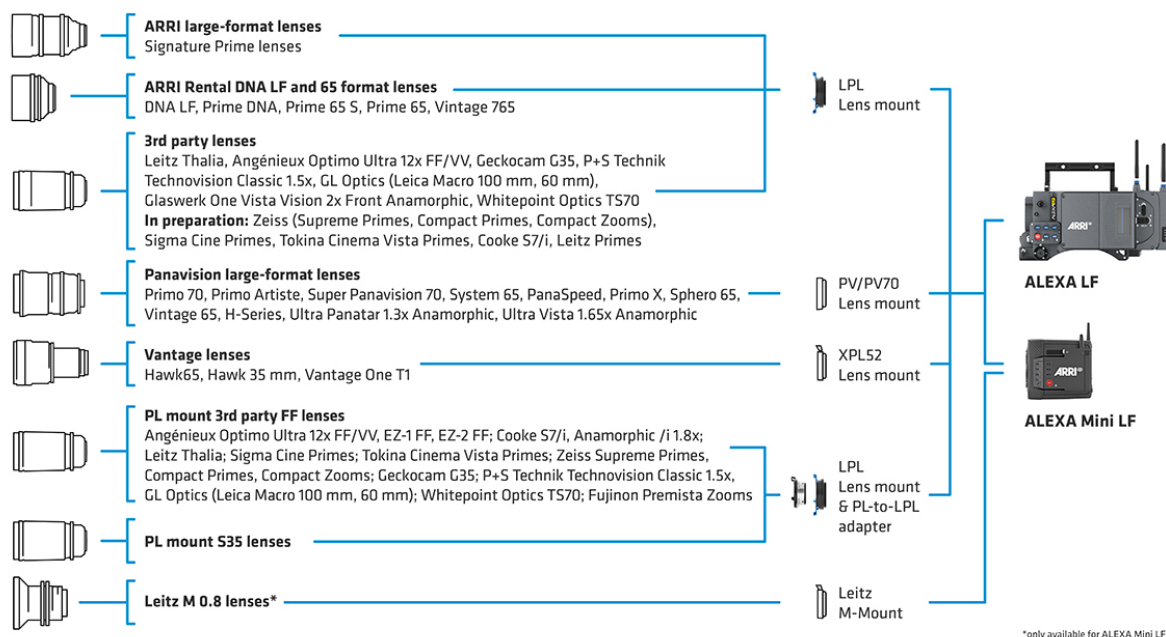 ARRI large-format lenses
Signature Prime lenses
ARRI Rental DNA LF and 65 format lenses
DNA LF, Prime DNA, Prime 65 S, Prime 65, Vintage 765
3rd party lenses
Leitz Thalia, Angénieux Optimo Ultra 12x FF/VV, Geckocam G35, P+S Technik
Technovision Classic 1.5x, GL Optics (Leica Macro 100 mm, 60 mm),
Glaswerk One Vista Vision 2x Front Anamorphic, Whitepoint Optics TS70
In preparation: Zeiss (Supreme Primes, Compact Primes, Compact Zooms),
Sigma Cine Primes, Tokina Cinema Vista Primes, Cooke S7/i, Leitz Primes
Panavision large-format lenses
Primo 70, Primo Artiste, Super Panavision 70, System 65, PanaSpeed, Primo X, Sphero 65,
Vintage 65, H-Series, Ultra Panatar 1.3x Anamorphic, Ultra Vista 1.65x Anamorphic
Vantage lenses
Hawk65, Hawk 35 mm, Vantage One T1
PL mount 3rd party FF lenses
Angénieux Optimo Ultra 12x FF/VV, EZ-1 FF, EZ-2 FF; Cooke S7/i, Anamorphic /i 1.8x;
Leitz Thalia; Sigma Cine Primes; Tokina Cinema Vista Primes; Zeiss Supreme Primes,
Compact Primes, Compact Zooms; Geckocam G35; P+S Technik Technovision Classic 1.5x,
GL Optics (Leica Macro 100 mm, 60 mm); Whitepoint Optics TS70; Fujinon Premista Zooms
PL mount S35 lenses
Leitz M 0.8 lenses*
LPL
Lens mount
PV/PV70
Lens mount
XPL52
Lens mount
LPL
Lens mount
& PL-to-LPL
adapter
Leitz
M-Mount
ARRI
ALEXA LF
ARRI
ALEXA Mini LF
*only available for ALEXA Mini LF